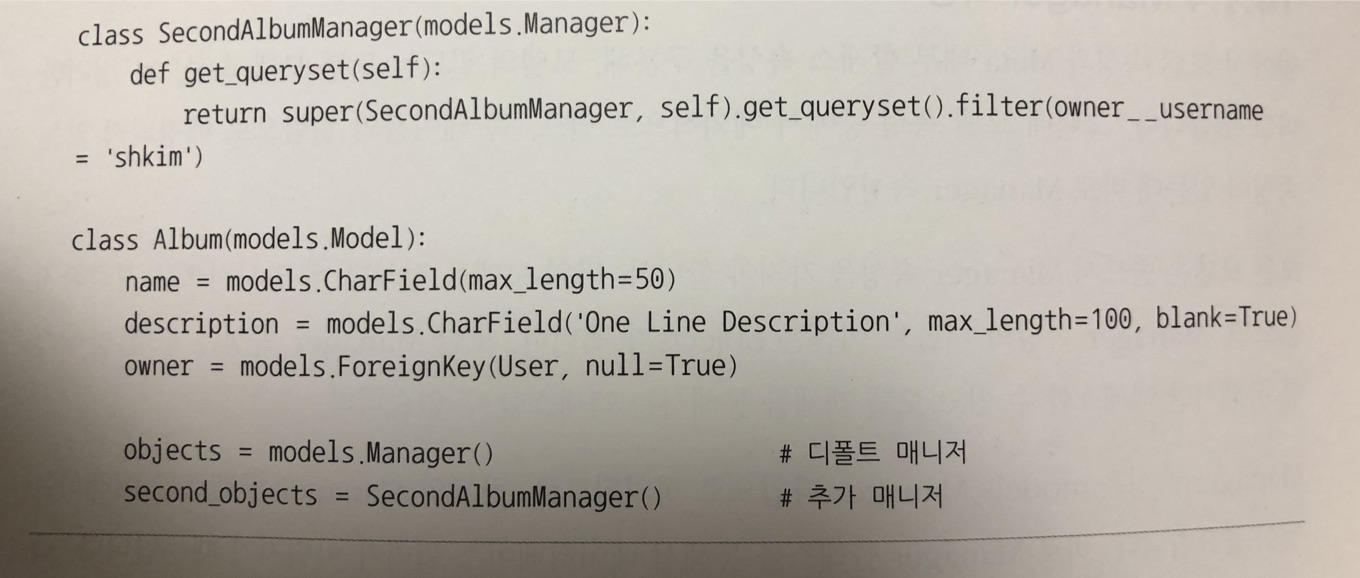 class SecondAlbumManager(models.Manager):
    def get_queryset(self):
        return super(SecondAlbumManager, self).get_queryset().filter(owner__username
= 'shkim')

class Album(models.Model):
    name = models.CharField(max_length=50)
    description = models.CharField('One Line Description', max_length=100, blank=True)
    owner = models.ForeignKey(User, null=True)

    objects = models.Manager()                # 디폴트 매니저
    second_objects = SecondAlbumManager()     # 추가 매니저